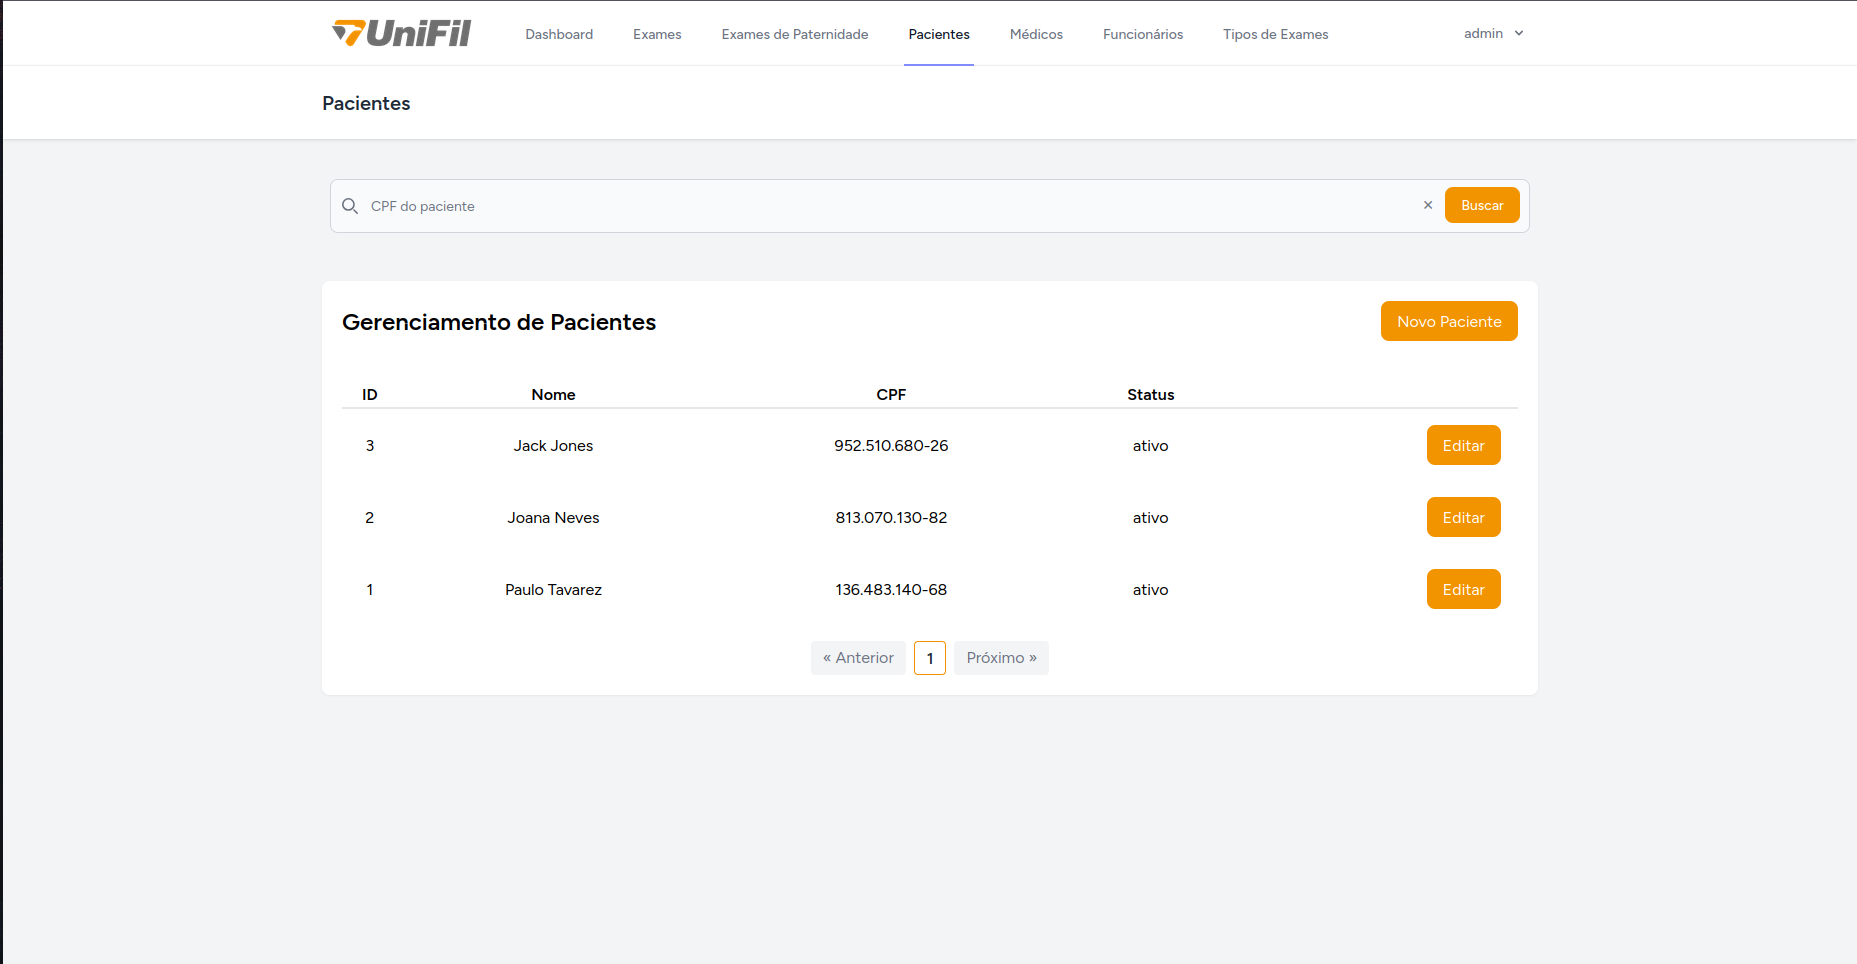 UniFil Dashboard Exames Exames de Paternidade Pacientes Médicos Funcionários Tipos de Exames admin
Pacientes
CPF do paciente × Buscar
Gerenciamento de Pacientes Novo Paciente
ID Nome CPF Status
3 Jack Jones 952.510.680-26 ativo Editar
2 Joana Neves 813.070.130-82 ativo Editar
1 Paulo Tavarez 136.483.140-68 ativo Editar
« Anterior 1 Próximo »